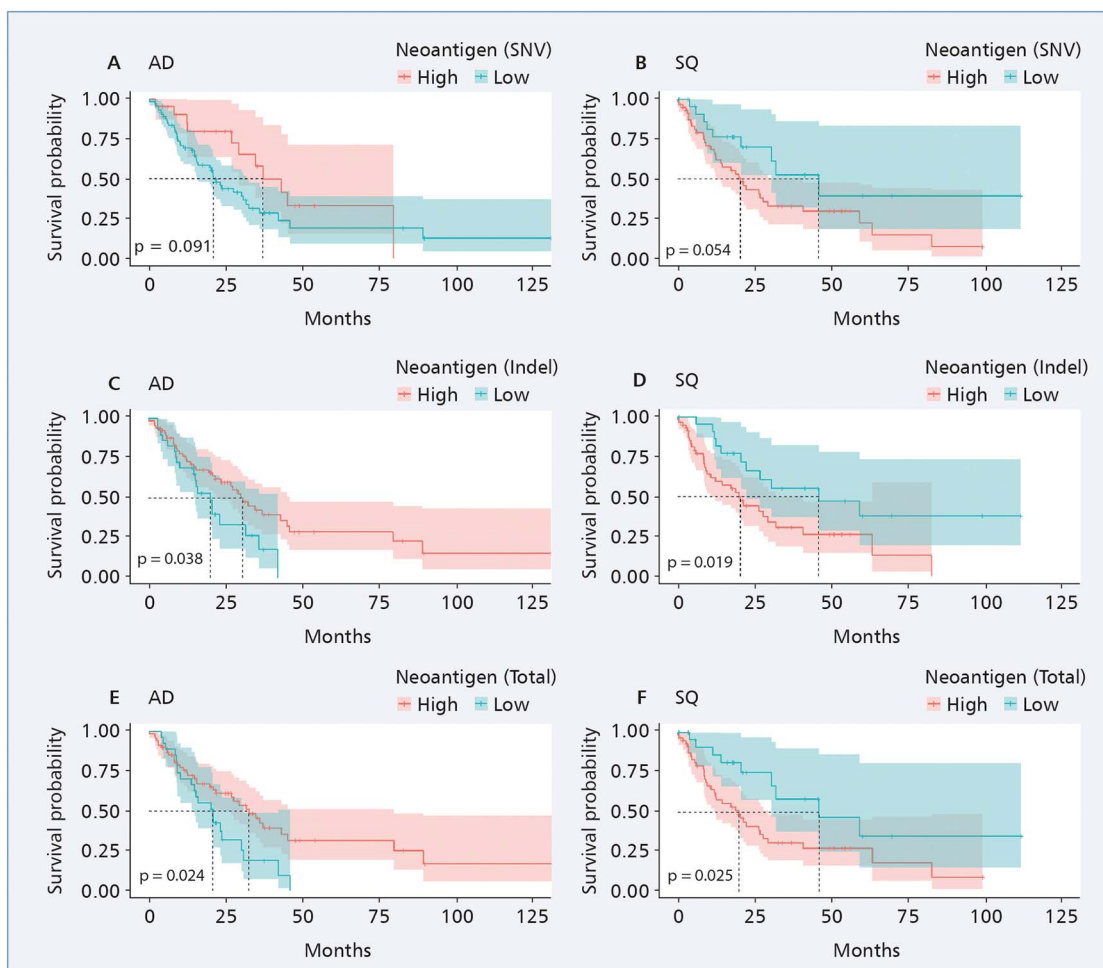 A AD
Neoantigen (SNV)
High Low
Survival probability
1.00
0.75
0.50
0.25
0.00
p = 0.091
0 25 50 75 100 125
Months
B SQ
Neoantigen (SNV)
High Low
Survival probability
1.00
0.75
0.50
0.25
0.00
p = 0.054
0 25 50 75 100 125
Months
C AD
Neoantigen (Indel)
High Low
Survival probability
1.00
0.75
0.50
0.25
0.00
p = 0.038
0 25 50 75 100 125
Months
D SQ
Neoantigen (Indel)
High Low
Survival probability
1.00
0.75
0.50
0.25
0.00
p = 0.019
0 25 50 75 100 125
Months
E AD
Neoantigen (Total)
High Low
Survival probability
1.00
0.75
0.50
0.25
0.00
p = 0.024
0 25 50 75 100 125
Months
F SQ
Neoantigen (Total)
High Low
Survival probability
1.00
0.75
0.50
0.25
0.00
p = 0.025
0 25 50 75 100 125
Months